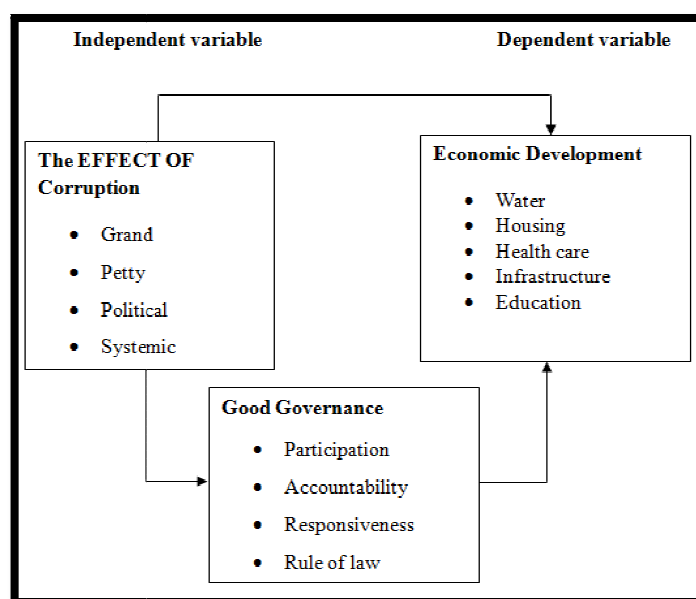 Independent variable
Dependent variable
The EFFECT OF
Corruption
• Grand
• Petty
• Political
• Systemic
Economic Development
• Water
• Housing
• Health care
• Infrastructure
• Education
Good Governance
• Participation
• Accountability
• Responsiveness
• Rule of law